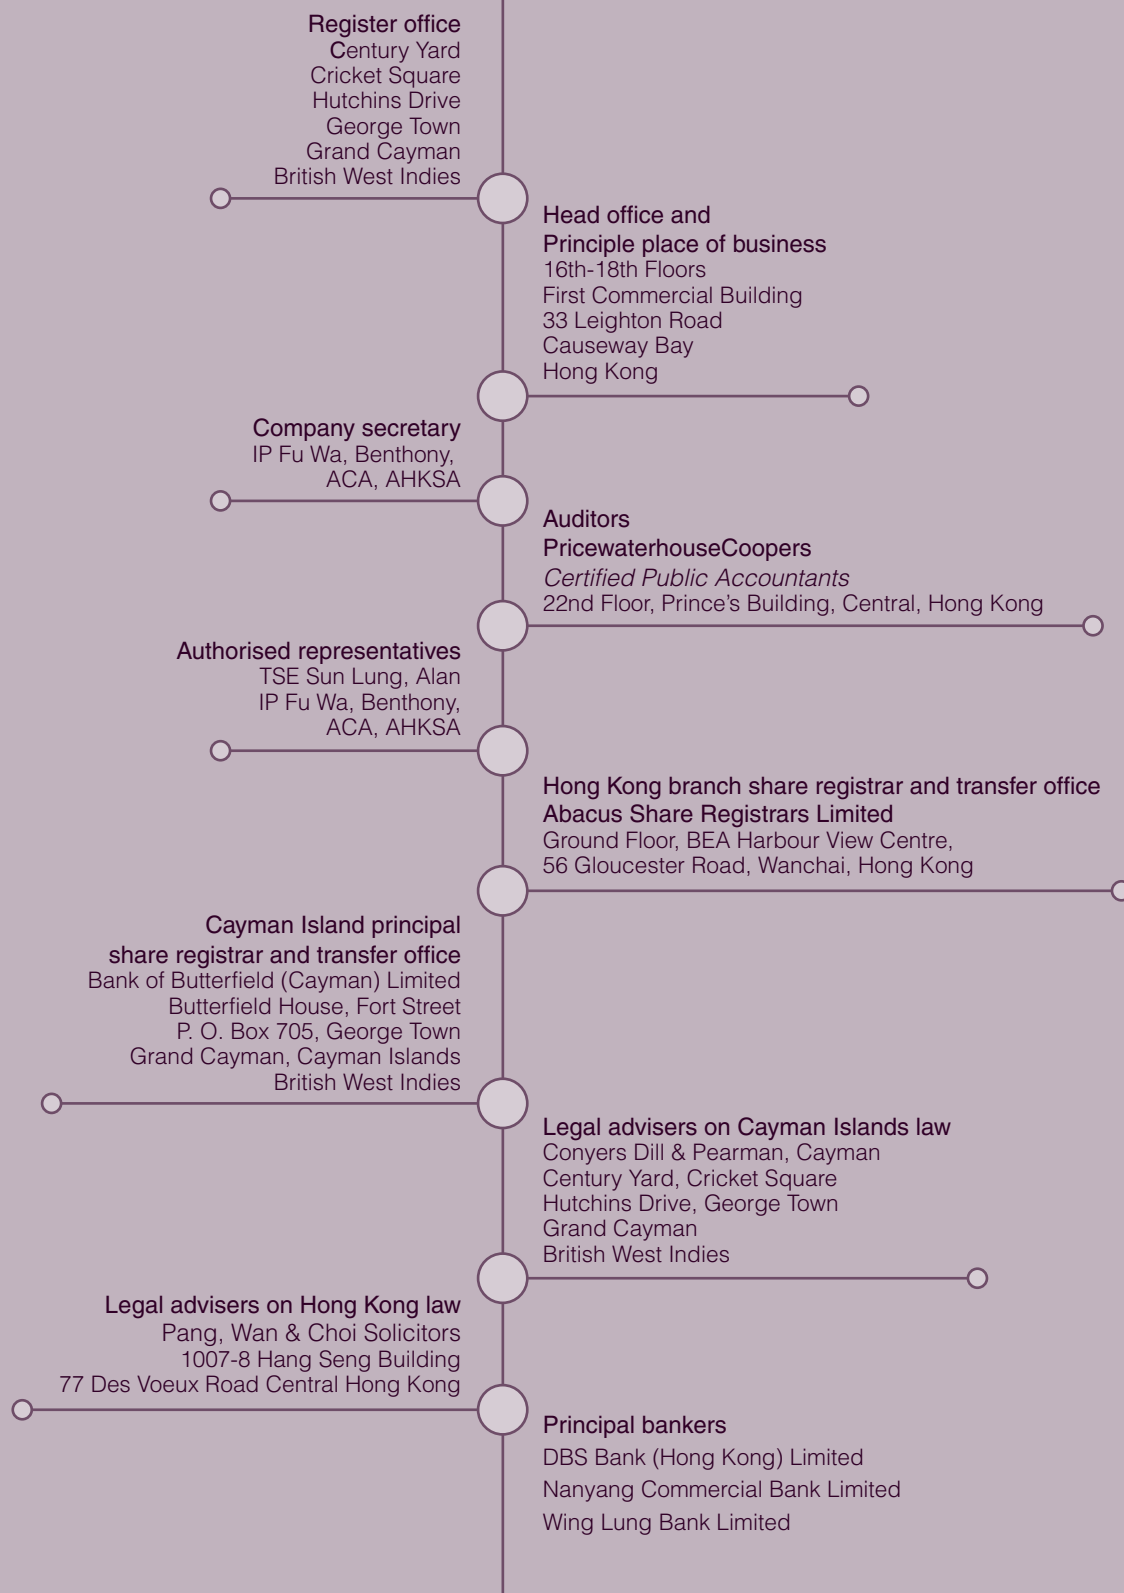 Register office
Century Yard
Cricket Square
Hutchins Drive
George Town
Grand Cayman
British West Indies
Head office and
Principle place of business
16th-18th Floors
First Commercial Building
33 Leighton Road
Causeway Bay
Hong Kong
Company secretary
IP Fu Wa, Benthony,
ACA, AHKSA
Auditors
PricewaterhouseCoopers
Certified Public Accountants
22nd Floor, Prince's Building, Central, Hong Kong
Authorised representatives
TSE Sun Lung, Alan
IP Fu Wa, Benthony,
ACA, AHKSA
Hong Kong branch share registrar and transfer office
Abacus Share Registrars Limited
Ground Floor, BEA Harbour View Centre,
56 Gloucester Road, Wanchai, Hong Kong
Cayman Island principal
share registrar and transfer office
Bank of Butterfield (Cayman) Limited
Butterfield House, Fort Street
P. O. Box 705, George Town
Grand Cayman, Cayman Islands
British West Indies
Legal advisers on Cayman Islands law
Conyers Dill & Pearman, Cayman
Century Yard, Cricket Square
Hutchins Drive, George Town
Grand Cayman
British West Indies
Legal advisers on Hong Kong law
Pang, Wan & Choi Solicitors
1007-8 Hang Seng Building
77 Des Voeux Road Central Hong Kong
Principal bankers
DBS Bank (Hong Kong) Limited
Nanyang Commercial Bank Limited
Wing Lung Bank Limited